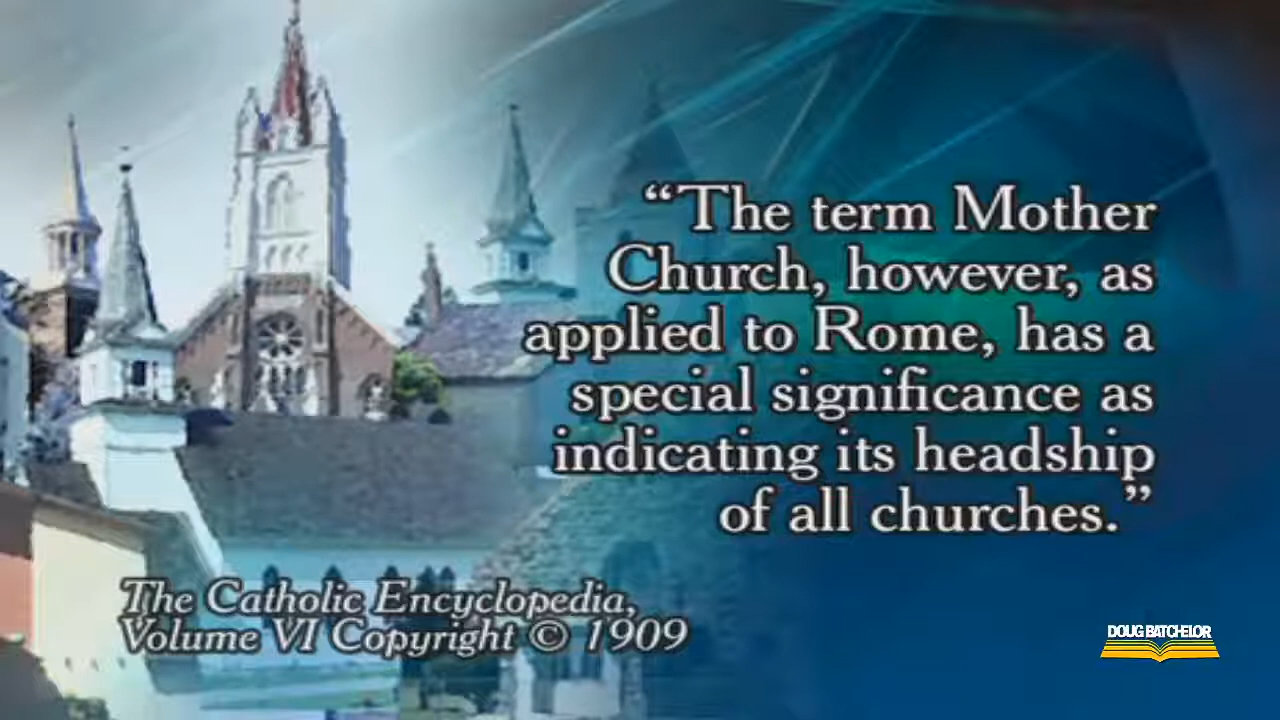 “The term Mother
Church, however, as
applied to Rome, has a
special significance as
indicating its headship
of all churches.”
The Catholic Encyclopedia,
Volume VI Copyright © 1909
DOUG BATCHELOR